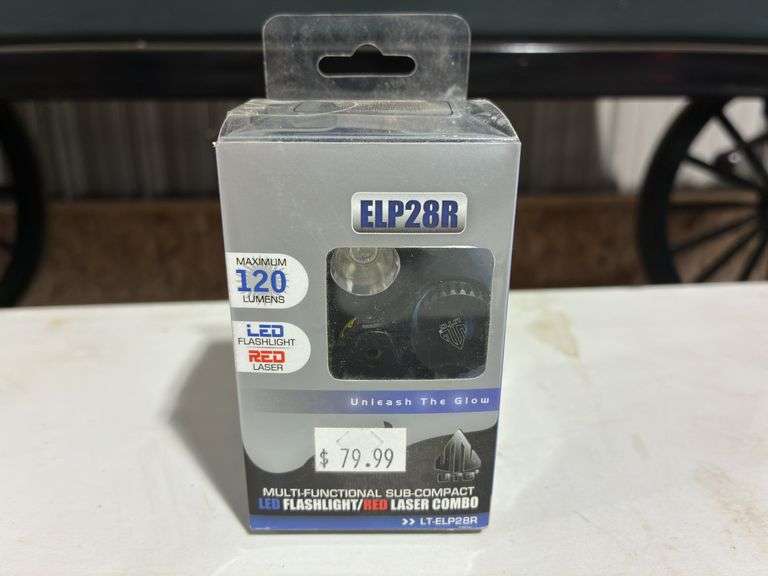 ELP28R
MAXIMUM
120
LUMENS
LED
FLASHLIGHT
RED
LASER
Unleash The Glow
$ 79.99
UTG
MULTI-FUNCTIONAL SUB-COMPACT
LED FLASHLIGHT/RED LASER COMBO
>> LT-ELP28R